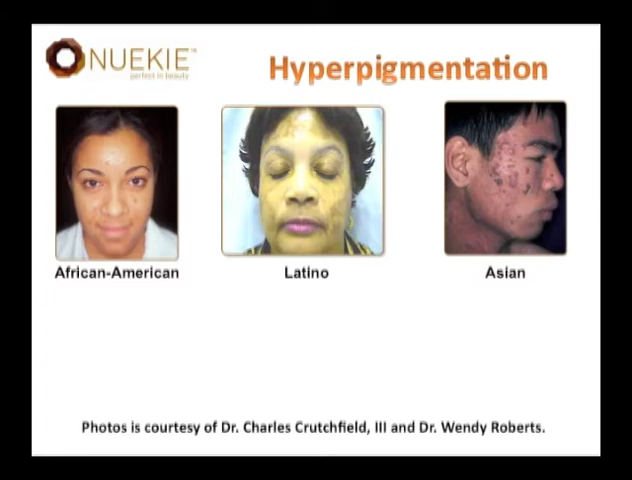 NUEKIE™
perfect in beauty
Hyperpigmentation
African-American
Latino
Asian
Photos is courtesy of Dr. Charles Crutchfield, III and Dr. Wendy Roberts.